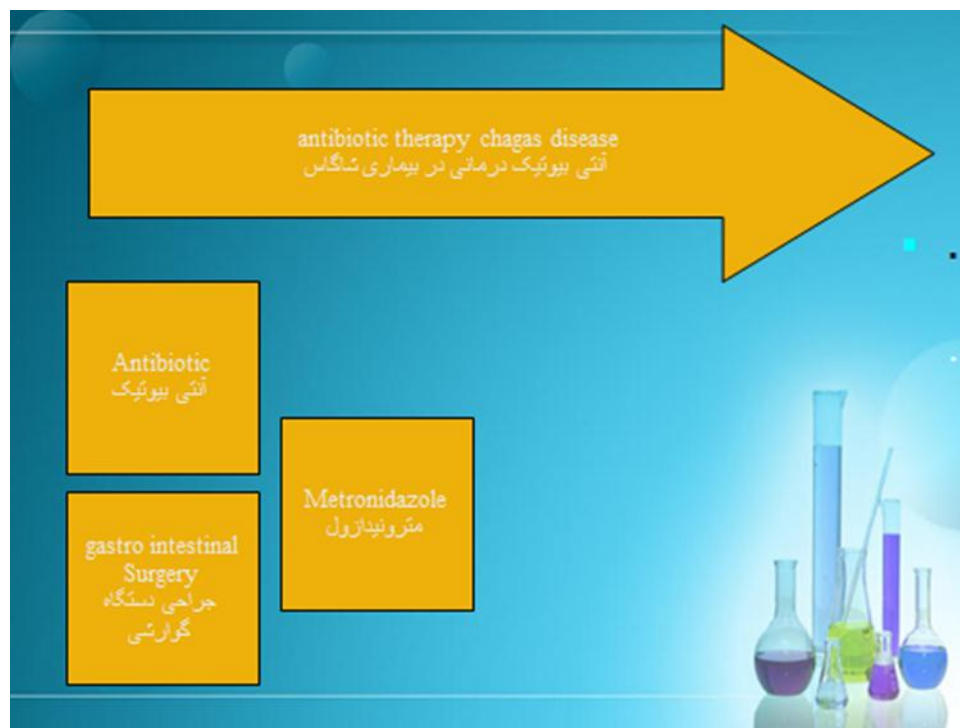 antibiotic therapy chagas disease
آنتی بیوتیک درمانی در بیماری شاگاس
Antibiotic
آنتی بیوتیک
gastro intestinal
Surgery
جراحی دستگاه
گوارشی
Metronidazole
مترونیدازول